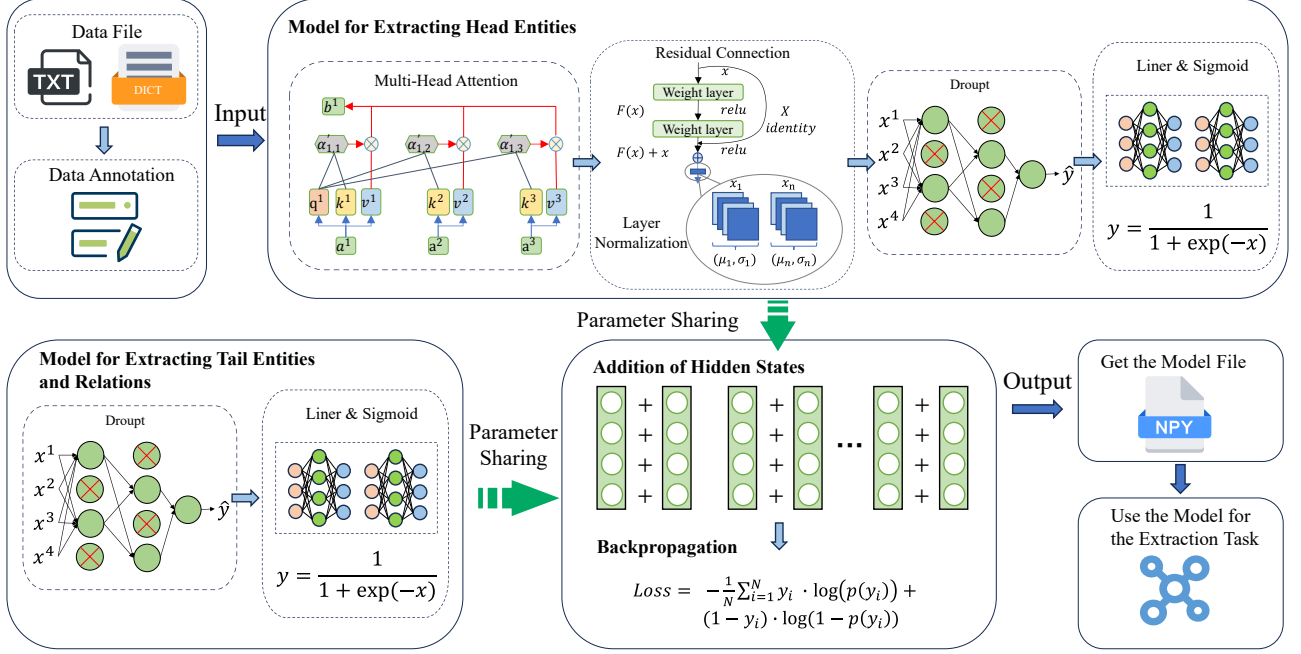 Data File
TXT
DICT
Data Annotation
Input
Model for Extracting Head Entities
Multi-Head Attention
b¹
α′₁,₁
α′₁,₂
α′₁,₃
q¹ k¹ v¹
k² v²
k³ v³
a¹
a²
a³
Residual Connection
x
Weight layer
F(x)
relu
X
identity
Weight layer
F(x) + x
relu
x₁
xₙ
Layer
Normalization
(μ₁, σ₁)
(μₙ, σₙ)
Droupt
x¹
x²
x³
x⁴
ŷ
Liner & Sigmoid
y = 1 / (1 + exp(−x))
Parameter Sharing
Model for Extracting Tail Entities
and Relations
Droupt
x¹
x²
x³
x⁴
ŷ
Liner & Sigmoid
y = 1 / (1 + exp(−x))
Parameter
Sharing
Addition of Hidden States
+ + +
+ + +
... 
+ + +
+ + +
Backpropagation
Loss = −1/N ∑ᵢ₌₁ᴺ yᵢ · log(p(yᵢ)) +
(1 − yᵢ) · log(1 − p(yᵢ))
Output
Get the Model File
NPY
Use the Model for
the Extraction Task